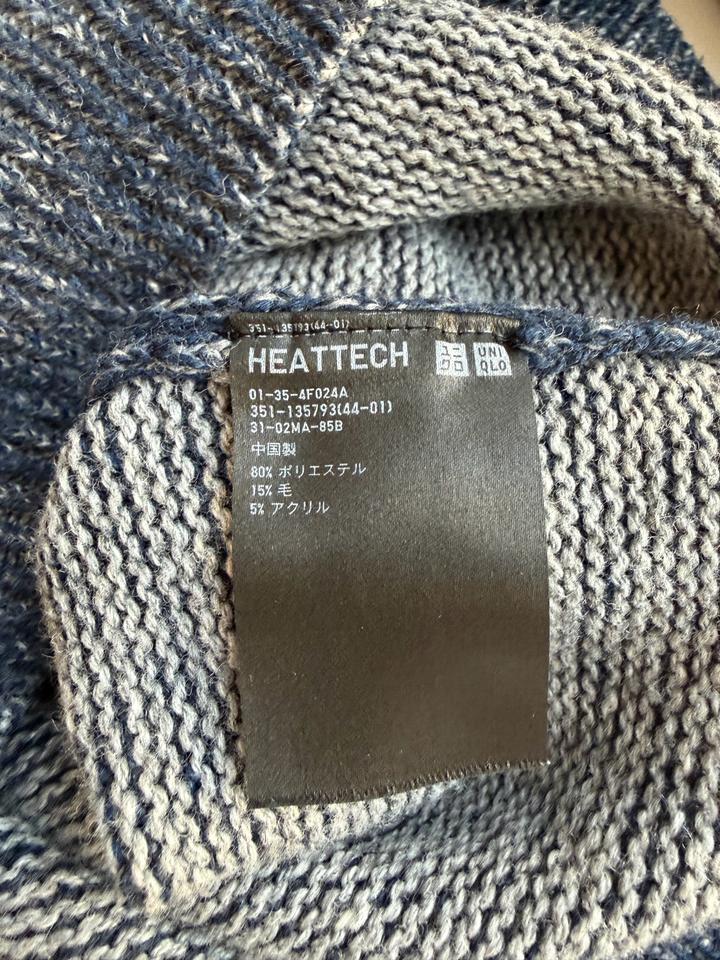 351-135793(44-01)
HEATTECH ユニクロ UNIQLO
01-35-4F024A
351-135793(44-01)
31-02MA-85B
中国製
80% ポリエステル
15% 毛
5% アクリル